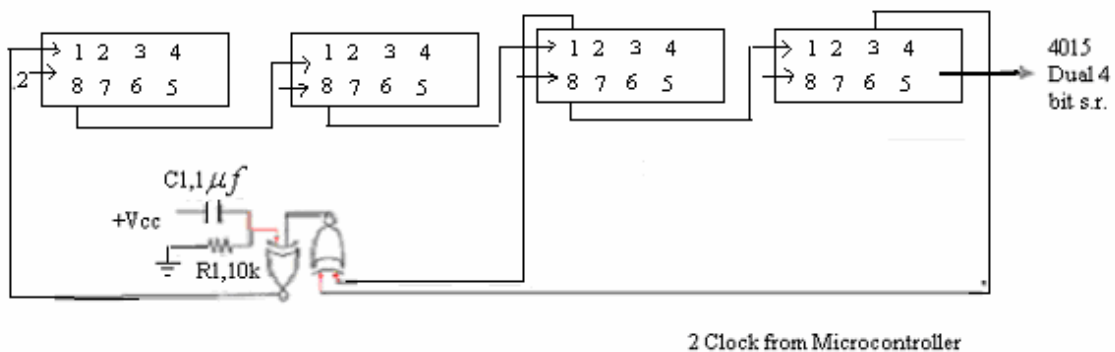 1 2 3 4
8 7 6 5
.2
1 2 3 4
8 7 6 5
1 2 3 4
8 7 6 5
1 2 3 4
8 7 6 5
4015
Dual 4
bit s.r.
C1,1 μf
+Vcc
R1,10k
2 Clock from Microcontroller